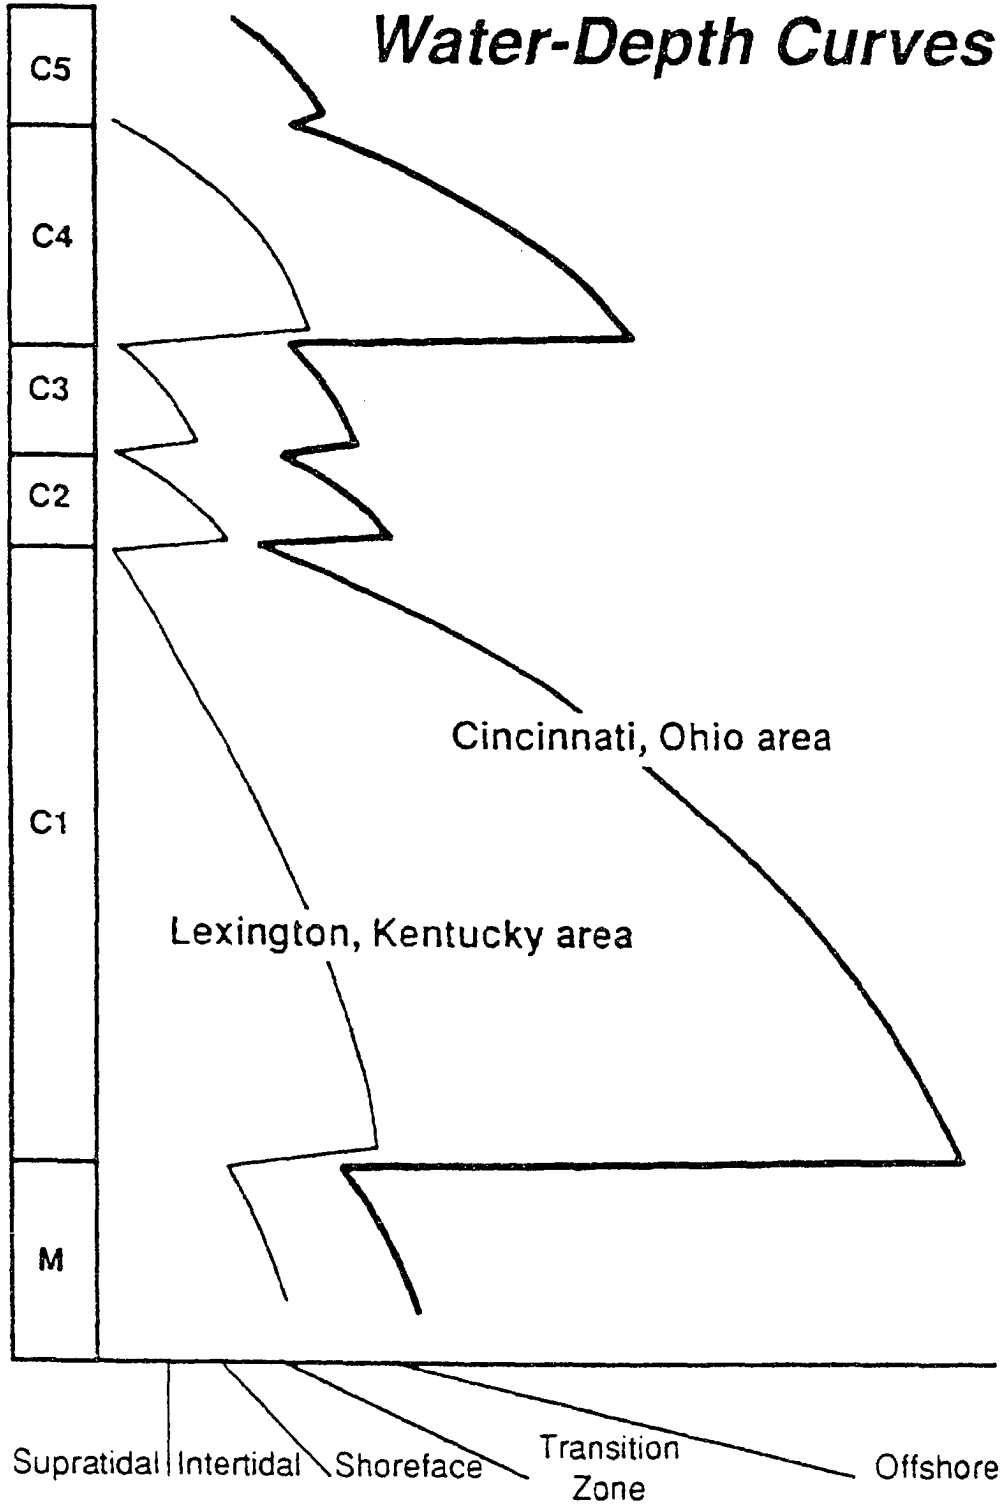 Water-Depth Curves
C5
C4
C3
C2
Cincinnati, Ohio area
C1
Lexington, Kentucky area
M
Supratidal
Intertidal
Shoreface
Transition
Zone
Offshore